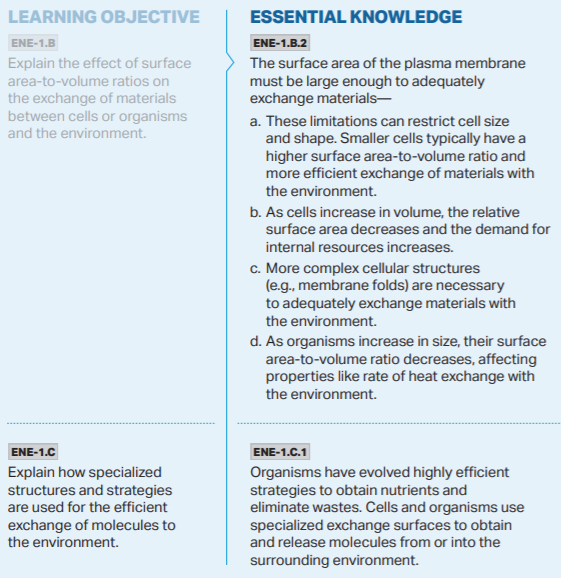 LEARNING OBJECTIVE
ENE-1.B
Explain the effect of surface
area-to-volume ratios on
the exchange of materials
between cells or organisms
and the environment.
ESSENTIAL KNOWLEDGE
ENE-1.B.2
The surface area of the plasma membrane
must be large enough to adequately
exchange materials—
a. These limitations can restrict cell size
and shape. Smaller cells typically have a
higher surface area-to-volume ratio and
more efficient exchange of materials with
the environment.
b. As cells increase in volume, the relative
surface area decreases and the demand for
internal resources increases.
c. More complex cellular structures
(e.g., membrane folds) are necessary
to adequately exchange materials with
the environment.
d. As organisms increase in size, their surface
area-to-volume ratio decreases, affecting
properties like rate of heat exchange with
the environment.
ENE-1.C
Explain how specialized
structures and strategies
are used for the efficient
exchange of molecules to
the environment.
ENE-1.C.1
Organisms have evolved highly efficient
strategies to obtain nutrients and
eliminate wastes. Cells and organisms use
specialized exchange surfaces to obtain
and release molecules from or into the
surrounding environment.